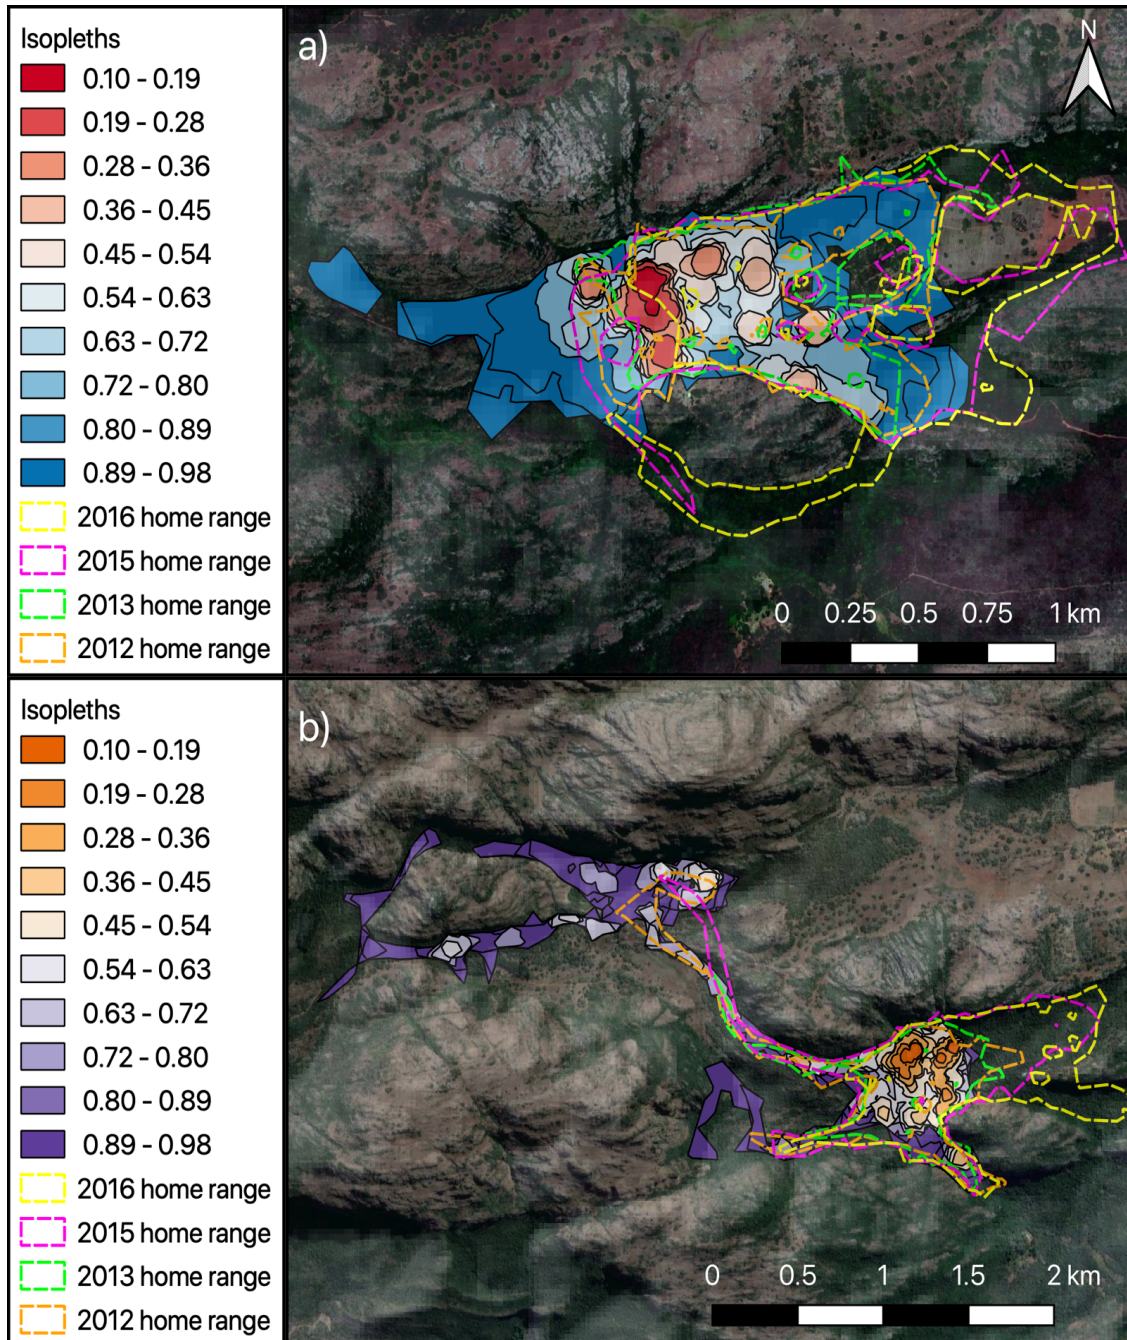 Isopleths
0.10 - 0.19
0.19 - 0.28
0.28 - 0.36
0.36 - 0.45
0.45 - 0.54
0.54 - 0.63
0.63 - 0.72
0.72 - 0.80
0.80 - 0.89
0.89 - 0.98
2016 home range
2015 home range
2013 home range
2012 home range
a)
N
0 0.25 0.5 0.75 1 km
Isopleths
0.10 - 0.19
0.19 - 0.28
0.28 - 0.36
0.36 - 0.45
0.45 - 0.54
0.54 - 0.63
0.63 - 0.72
0.72 - 0.80
0.80 - 0.89
0.89 - 0.98
2016 home range
2015 home range
2013 home range
2012 home range
b)
0 0.5 1 1.5 2 km